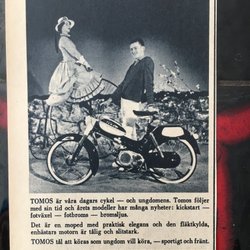 TOMOS är våra dagars cykel — och ungdomens. Tomos följer
med sin tid och årets modeller har många nyheter: kickstart —
fotväxel — fotbroms — bromsljus.
Det är en moped med praktisk elegans och den fläktkylda,
enhästars motorn är tålig och slitstark.
TOMOS tål att köras som ungdom vill köra, — sportigt och fränt.